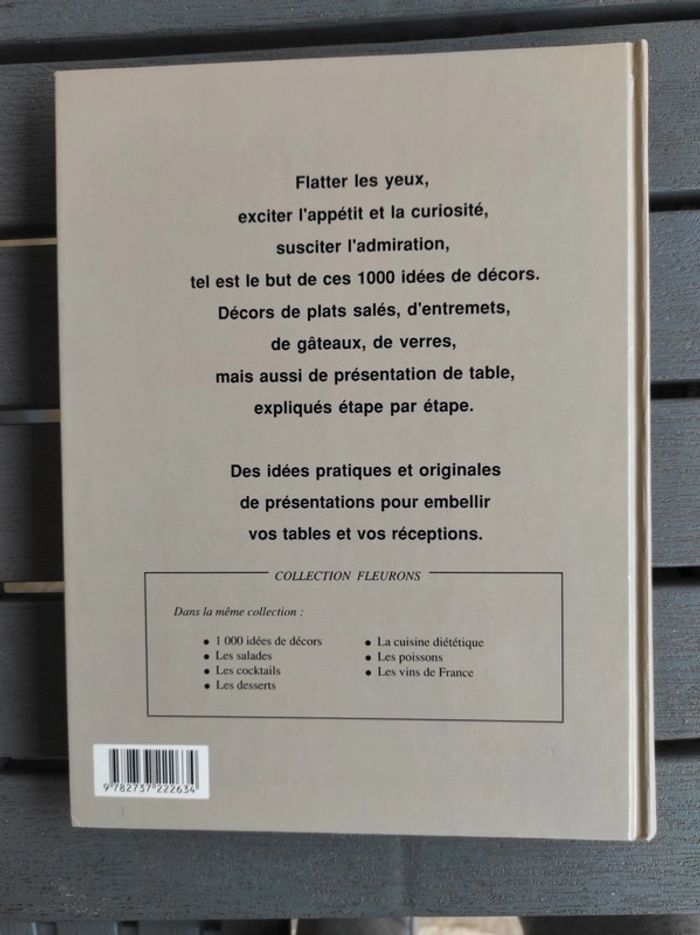 Flatter les yeux,
exciter l'appétit et la curiosité,
susciter l'admiration,
tel est le but de ces 1000 idées de décors.
Décors de plats salés, d'entremets,
de gâteaux, de verres,
mais aussi de présentation de table,
expliqués étape par étape.
Des idées pratiques et originales
de présentations pour embellir
vos tables et vos réceptions.
COLLECTION FLEURONS
Dans la même collection :
• 1 000 idées de décors
• Les salades
• Les cocktails
• Les desserts
• La cuisine diététique
• Les poissons
• Les vins de France
9 782737 222634